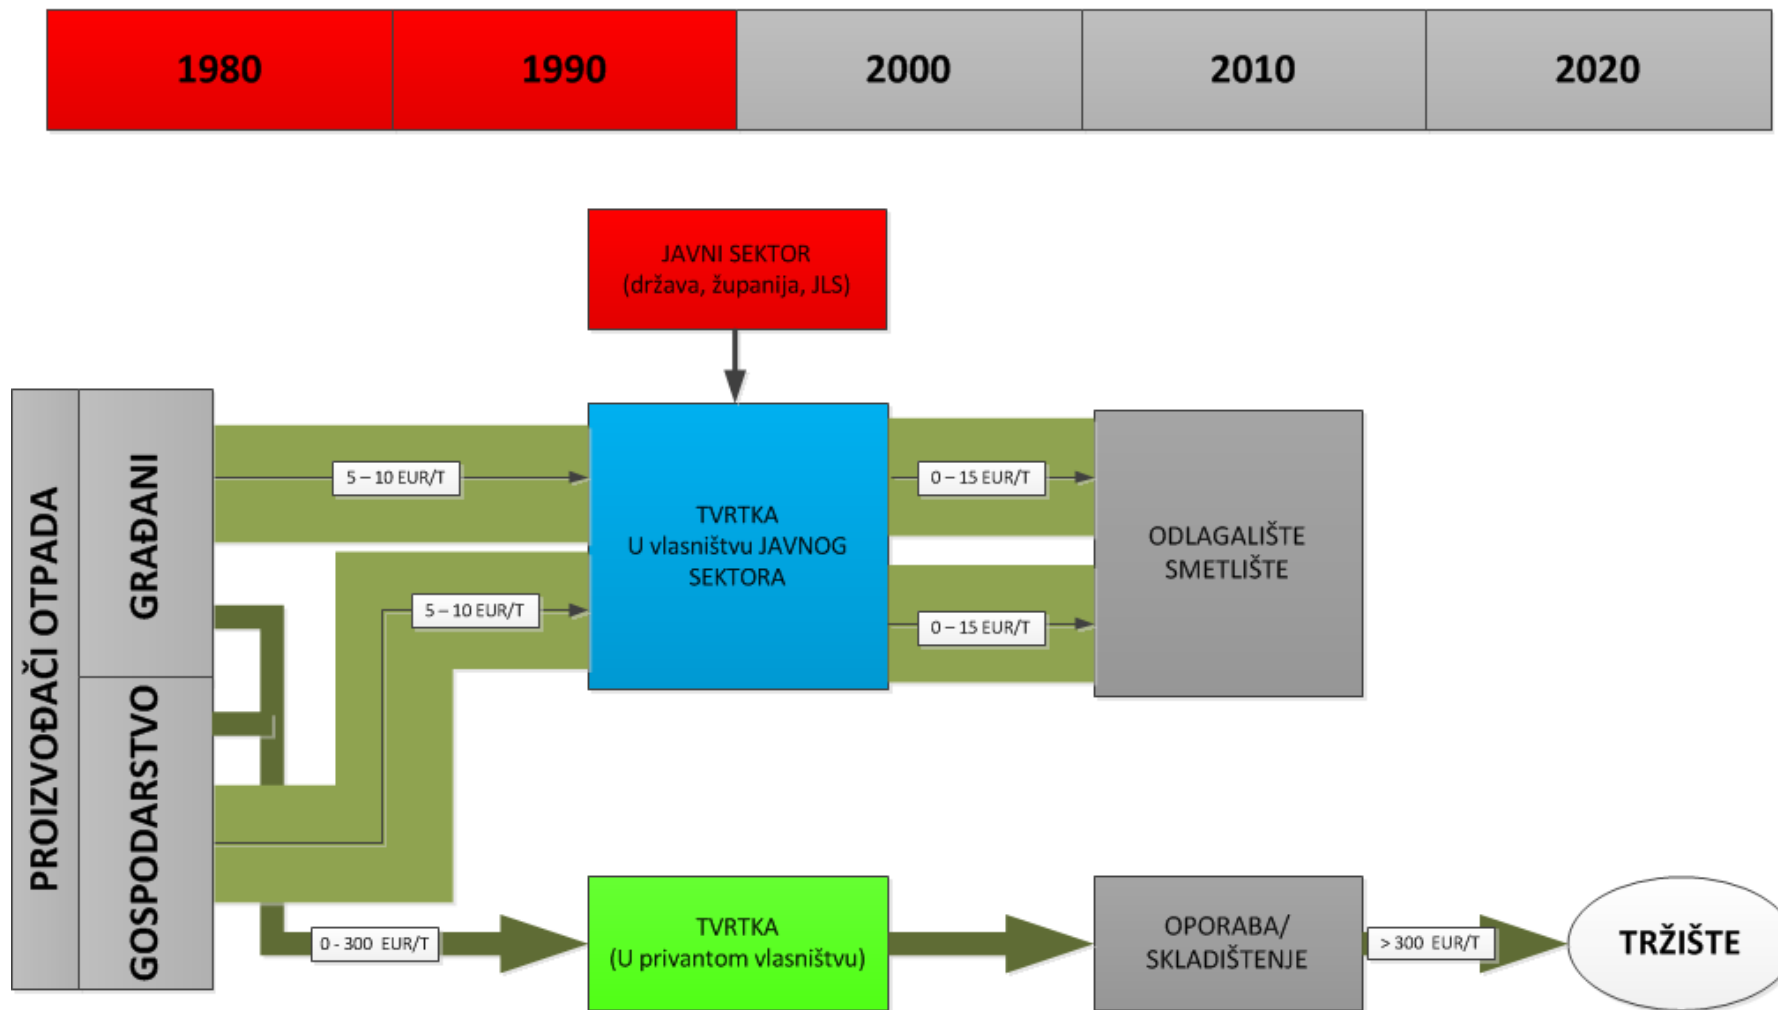 1980
1990
2000
2010
2020
JAVNI SEKTOR
(država, županija, JLS)
PROIZVOĐAČI OTPADA
GRAĐANI
GOSPODARSTVO
5 – 10 EUR/T
5 – 10 EUR/T
0 - 300 EUR/T
TVRTKA
U vlasništvu JAVNOG
SEKTORA
0 – 15 EUR/T
0 – 15 EUR/T
ODLAGALIŠTE
SMETLIŠTE
TVRTKA
(U privantom vlasništvu)
OPORABA/
SKLADIŠTENJE
> 300 EUR/T
TRŽIŠTE